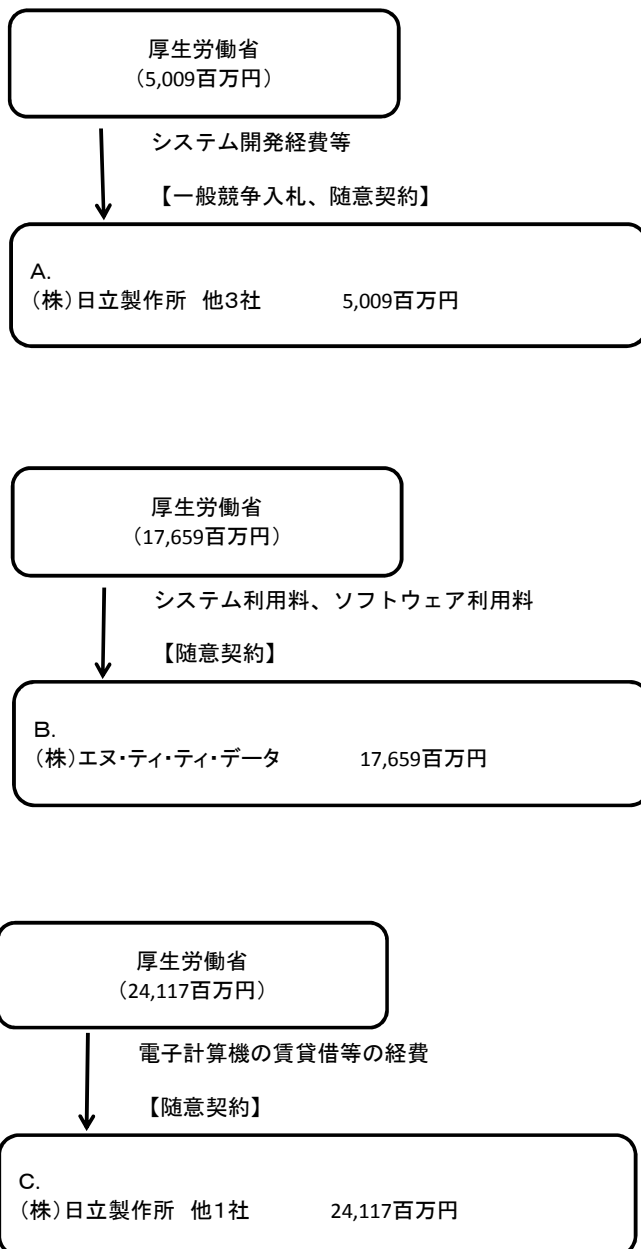 厚生労働省
（5,009百万円）
システム開発経費等
【一般競争入札、随意契約】
A.
（株）日立製作所　他３社　5,009百万円
厚生労働省
（17,659百万円）
システム利用料、ソフトウェア利用料
【随意契約】
B.
（株）エヌ・ティ・ティ・データ　17,659百万円
厚生労働省
（24,117百万円）
電子計算機の賃貸借等の経費
【随意契約】
C.
（株）日立製作所　他１社　24,117百万円